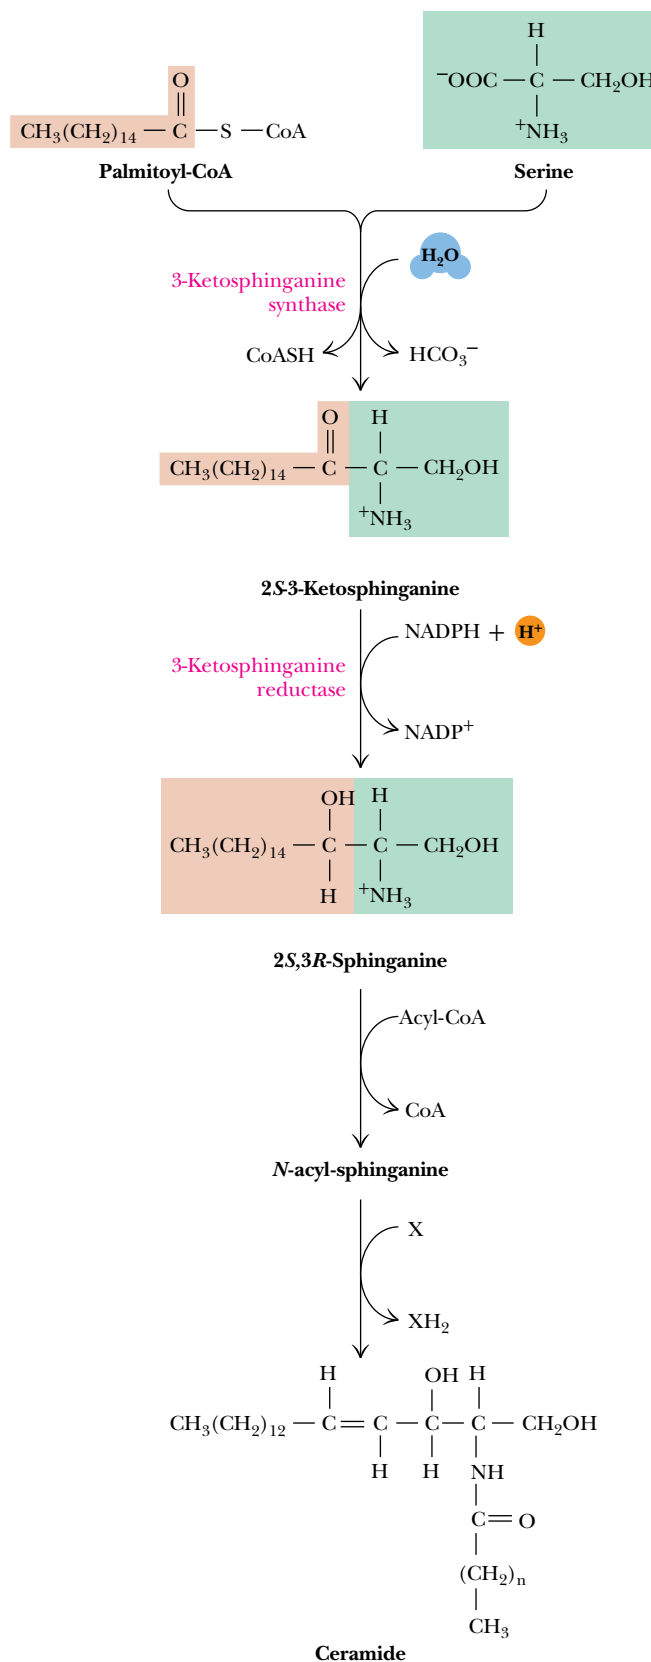 O
CH₃(CH₂)₁₄ — C — S — CoA
Palmitoyl-CoA
H
⁻OOC — C — CH₂OH
⁺NH₃
Serine
H₂O
3-Ketosphinganine
synthase
CoASH
HCO₃⁻
O H
CH₃(CH₂)₁₄ — C — C — CH₂OH
⁺NH₃
2S-3-Ketosphinganine
NADPH + H⁺
3-Ketosphinganine
reductase
NADP⁺
OH H
CH₃(CH₂)₁₄ — C — C — CH₂OH
H ⁺NH₃
2S,3R-Sphinganine
Acyl-CoA
CoA
N-acyl-sphinganine
X
XH₂
H OH H
CH₃(CH₂)₁₂ — C = C — C — C — CH₂OH
H H NH
C = O
(CH₂)ₙ
CH₃
Ceramide